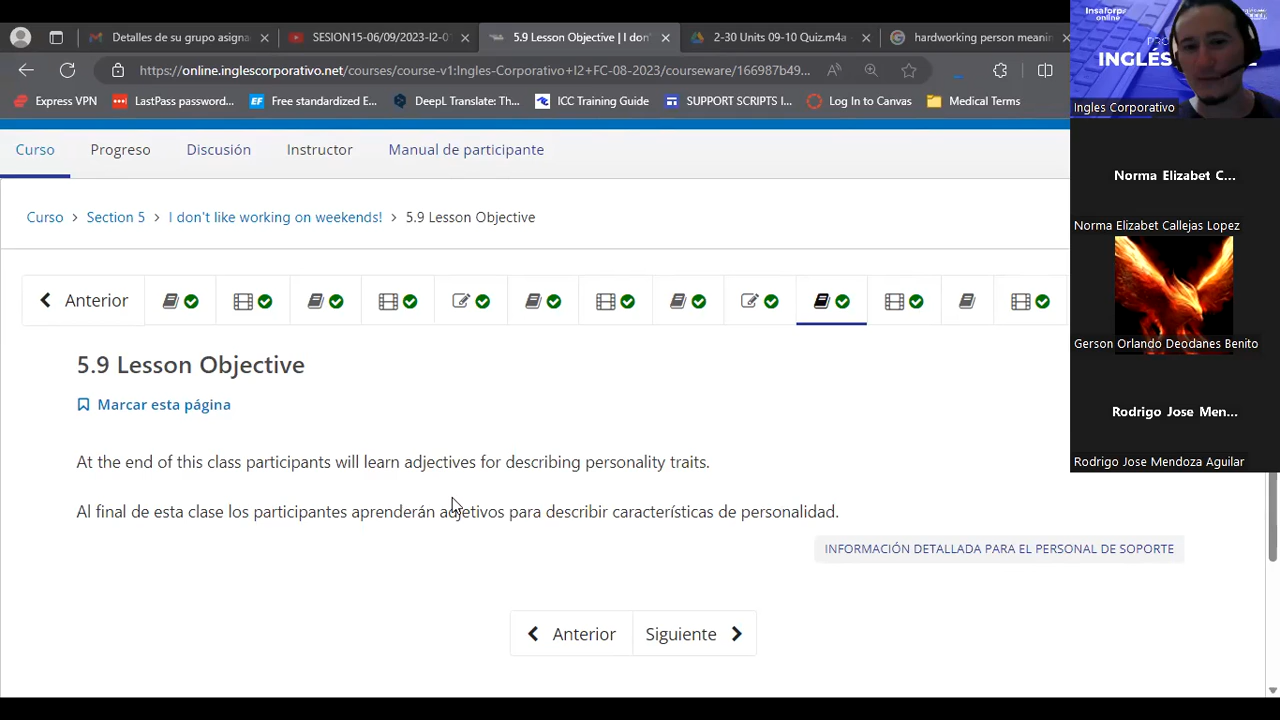 Detalles de su grupo asigna
SESION15-06/09/2023-I2-0
5.9 Lesson Objective | I don'
2-30 Units 09-10 Quiz.m4a
hardworking person meanin
https://online.inglescorporativo.net/courses/course-v1:Ingles-Corporativo+I2+FC-08-2023/courseware/166987b49...
Express VPN
LastPass password...
Free standardized E...
DeepL Translate: Th...
ICC Training Guide
SUPPORT SCRIPTS I...
Log In to Canvas
Medical Terms
Curso
Progreso
Discusión
Instructor
Manual de participante
Curso > Section 5 > I don't like working on weekends! > 5.9 Lesson Objective
Anterior
5.9 Lesson Objective
Marcar esta página
At the end of this class participants will learn adjectives for describing personality traits.
Al final de esta clase los participantes aprenderán adjetivos para describir características de personalidad.
INFORMACIÓN DETALLADA PARA EL PERSONAL DE SOPORTE
Anterior
Siguiente
Insaforp
online
INGLÉS
Ingles Corporativo
Norma Elizabet C...
Norma Elizabet Callejas Lopez
Gerson Orlando Deodanes Benito
Rodrigo Jose Men...
Rodrigo Jose Mendoza Aguilar